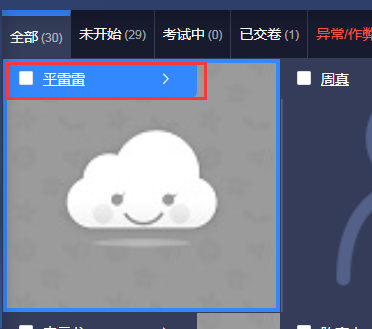 全部 (30) 未开始 (29) 考试中 (0) 已交卷 (1) 异常/作弊
平雷雷 周真